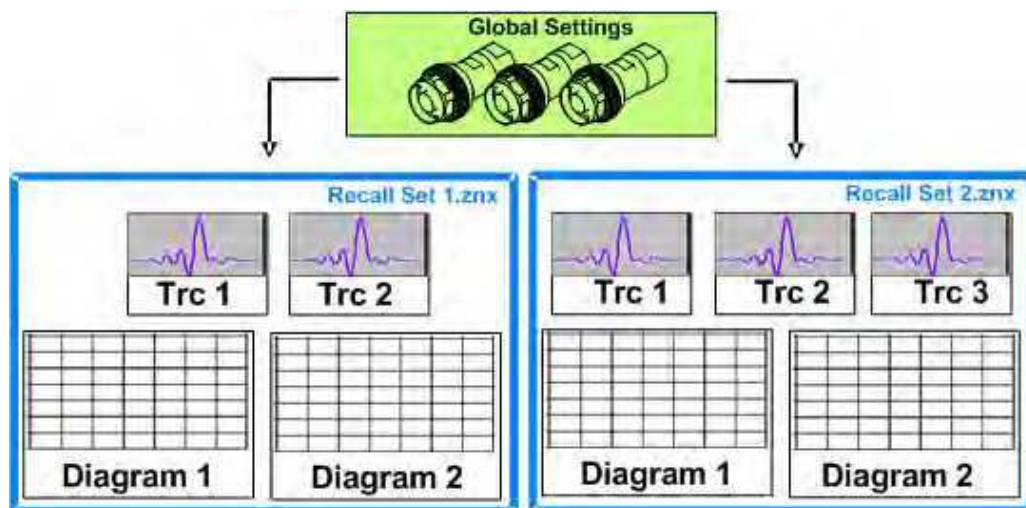 Global Settings
Recall Set 1.znx
Trc 1
Trc 2
Diagram 1
Diagram 2
Recall Set 2.znx
Trc 1
Trc 2
Trc 3
Diagram 1
Diagram 2